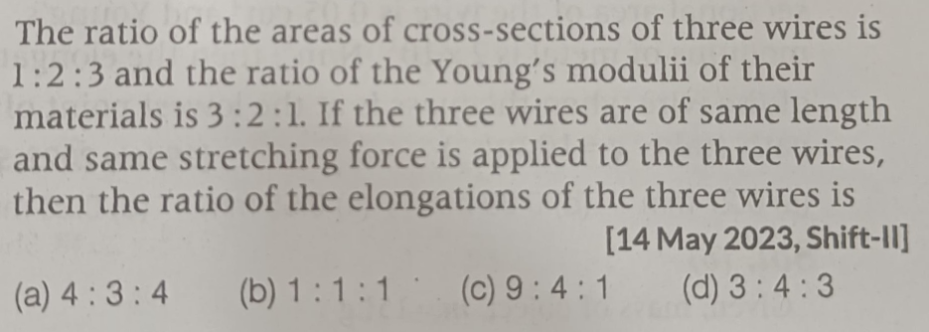 The ratio of the areas of cross-sections of three wires is
1:2:3 and the ratio of the Young's modulii of their
materials is 3:2:1. If the three wires are of same length
and same stretching force is applied to the three wires,
then the ratio of the elongations of the three wires is
[14 May 2023, Shift-II]
(a) 4 : 3 : 4 (b) 1 : 1 : 1 (c) 9 : 4 : 1 (d) 3 : 4 : 3